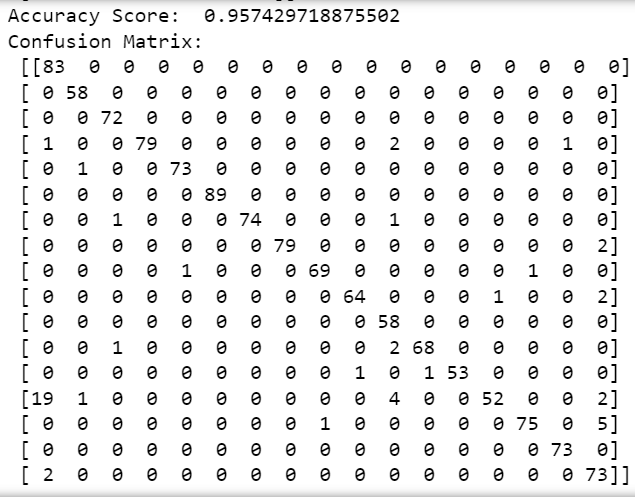 Accuracy Score:  0.957429718875502
Confusion Matrix:
 [[83  0  0  0  0  0  0  0  0  0  0  0  0  0  0  0  0]
 [ 0 58  0  0  0  0  0  0  0  0  0  0  0  0  0  0  0]
 [ 0  0 72  0  0  0  0  0  0  0  0  0  0  0  0  0  0]
 [ 1  0  0 79  0  0  0  0  0  0  2  0  0  0  0  1  0]
 [ 0  1  0  0 73  0  0  0  0  0  0  0  0  0  0  0  0]
 [ 0  0  0  0  0 89  0  0  0  0  0  0  0  0  0  0  0]
 [ 0  0  1  0  0  0 74  0  0  0  1  0  0  0  0  0  0]
 [ 0  0  0  0  0  0  0 79  0  0  0  0  0  0  0  0  2]
 [ 0  0  0  0  1  0  0  0 69  0  0  0  0  0  1  0  0]
 [ 0  0  0  0  0  0  0  0  0 64  0  0  0  1  0  0  2]
 [ 0  0  0  0  0  0  0  0  0  0 58  0  0  0  0  0  0]
 [ 0  0  1  0  0  0  0  0  0  0  2 68  0  0  0  0  0]
 [ 0  0  0  0  0  0  0  0  0  1  0  1 53  0  0  0  0]
 [19  1  0  0  0  0  0  0  0  0  4  0  0 52  0  0  2]
 [ 0  0  0  0  0  0  0  0  1  0  0  0  0  0 75  0  5]
 [ 0  0  0  0  0  0  0  0  0  0  0  0  0  0  0 73  0]
 [ 2  0  0  0  0  0  0  0  0  0  0  0  0  0  0  0 73]]